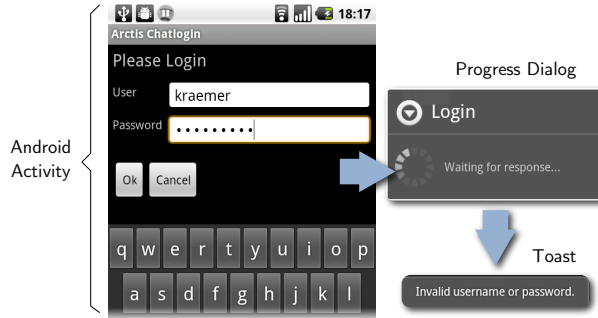 18:17
Arctis Chatlogin
Please Login
User
kraemer
Password
•••••••••
Ok Cancel
q w e r t y u i o p
a s d f g h j k l
Android
Activity
Progress Dialog
Login
Waiting for response...
Toast
Invalid username or password.